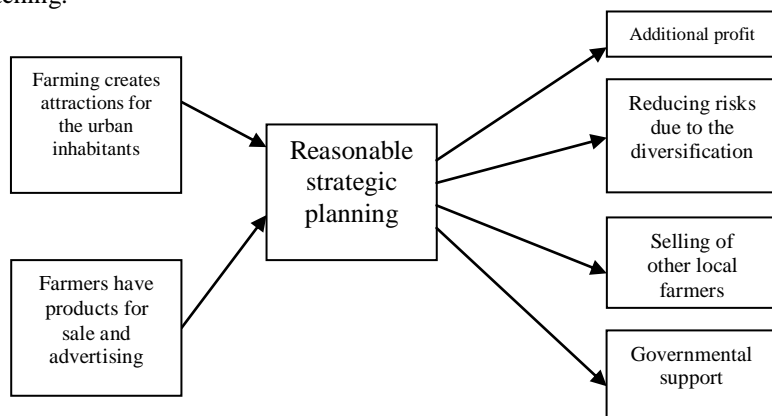 Farming creates
attractions for
the urban
inhabitants
Farmers have
products for
sale and
advertising
Reasonable
strategic
planning
Additional profit
Reducing risks
due to the
diversification
Selling of
other local
farmers
Governmental
support